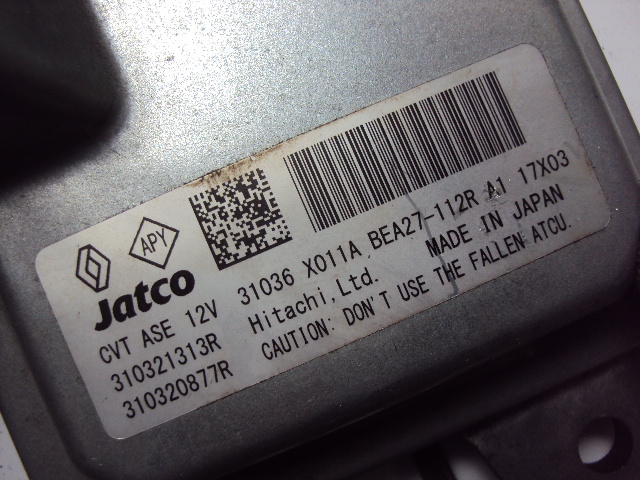 APY
Jatco
CVT ASE 12V
310321313R
310320877R
31036 X011A BEA27-112R A1 17X03
Hitachi, Ltd. MADE IN JAPAN
CAUTION: DON'T USE THE FALLEN ATCU.